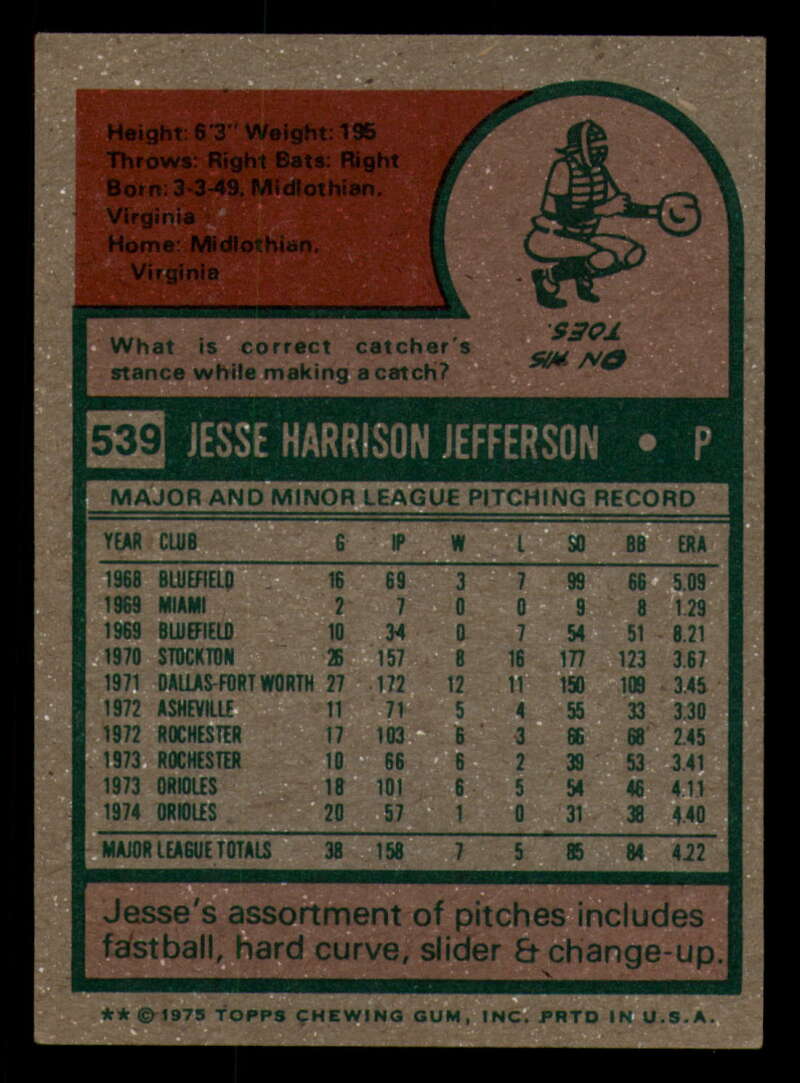 Height: 6'3" Weight: 195
Throws: Right Bats: Right
Born: 3-3-49, Midlothian,
Virginia
Home: Midlothian,
Virginia
What is correct catcher's
stance while making a catch?
ON HIS
TOES.
539 JESSE HARRISON JEFFERSON • P
MAJOR AND MINOR LEAGUE PITCHING RECORD
YEAR CLUB G IP W L SO BB ERA
1968 BLUEFIELD 16 69 3 7 99 66 5.09
1969 MIAMI 2 7 0 0 9 8 1.29
1969 BLUEFIELD 10 34 0 7 54 51 8.21
1970 STOCKTON 26 157 8 16 177 123 3.67
1971 DALLAS-FORT WORTH 27 172 12 11 150 109 3.45
1972 ASHEVILLE 11 71 5 4 55 33 3.30
1972 ROCHESTER 17 103 6 3 66 68 2.45
1973 ROCHESTER 10 66 6 2 39 53 3.41
1973 ORIOLES 18 101 6 5 54 46 4.11
1974 ORIOLES 20 57 1 0 31 38 4.40
MAJOR LEAGUE TOTALS 38 158 7 5 85 84 4.22
Jesse's assortment of pitches includes
fastball, hard curve, slider & change-up.
** © 1975 TOPPS CHEWING GUM, INC. PRTD IN U.S.A.